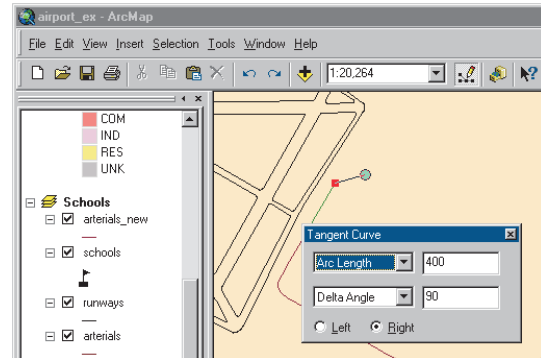 airport_ex - ArcMap
File Edit View Insert Selection Tools Window Help
1:20,264
COM
IND
RES
UNK
Schools
arterials_new
schools
runways
arterials
Tangent Curve
Arc Length 400
Delta Angle 90
Left Right